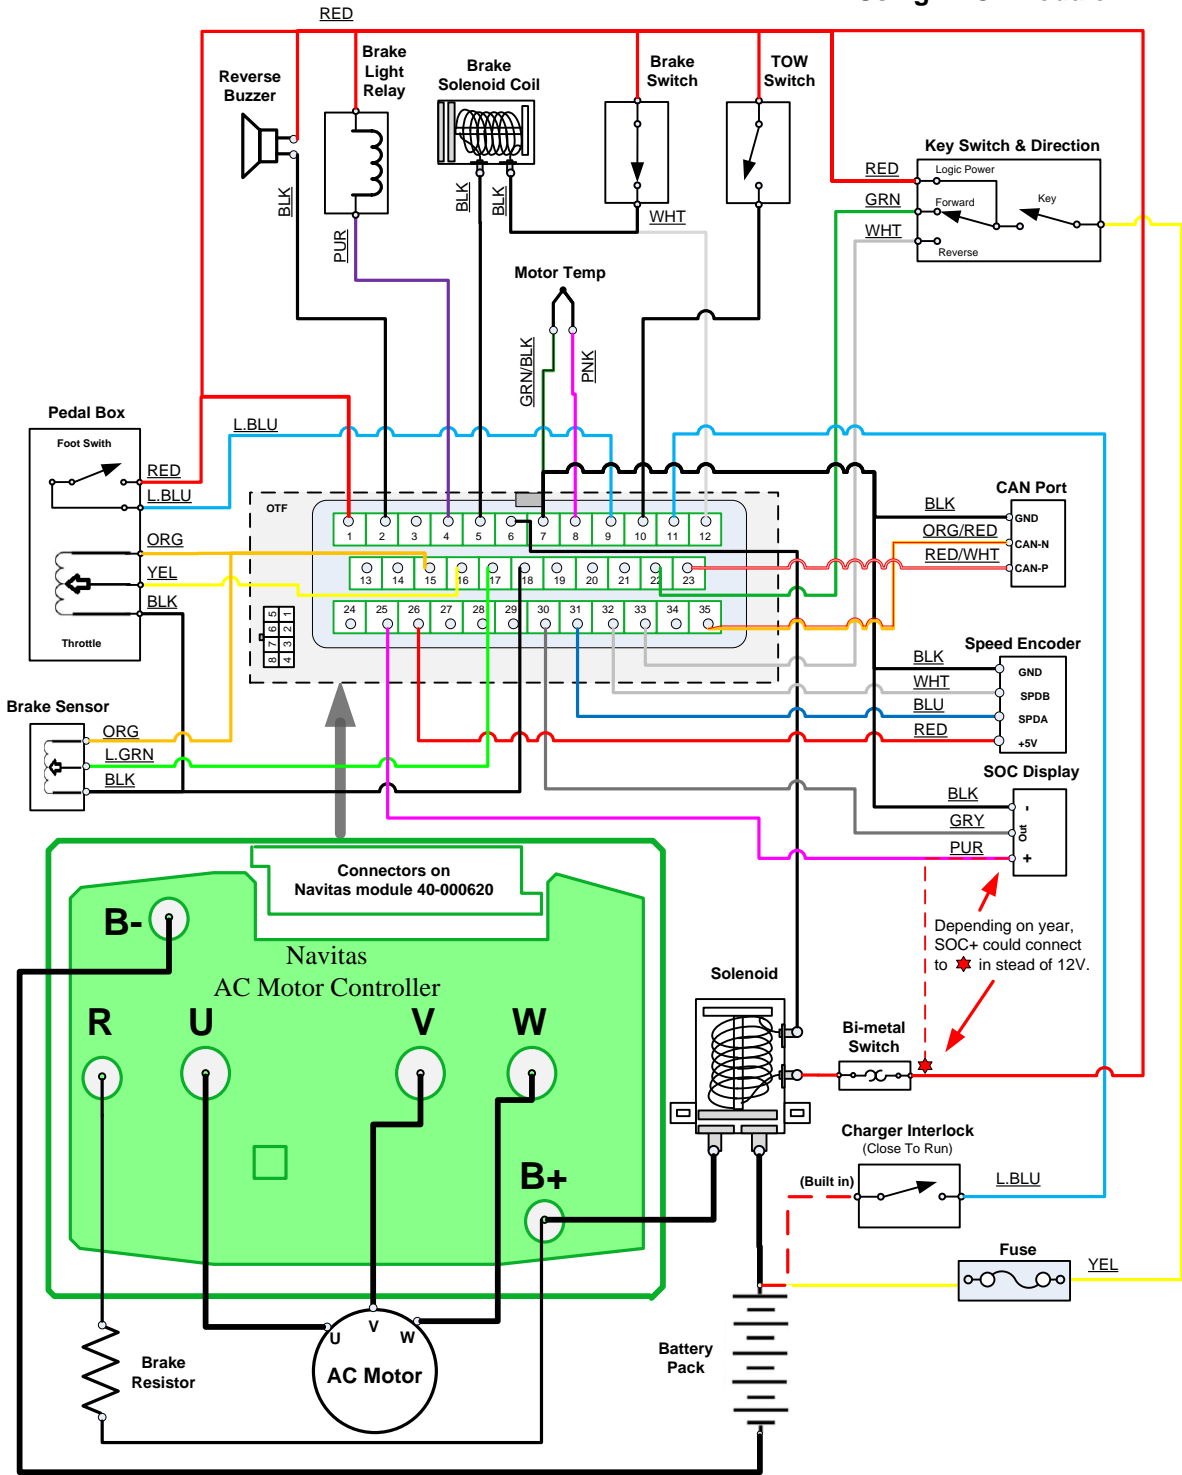 RED
Reverse
Buzzer
Brake
Light
Relay
Brake
Solenoid Coil
Brake
Switch
TOW
Switch
Key Switch & Direction
RED
Logic Power
GRN
Forward
Key
WHT
Reverse
BLK
PUR
BLK
BLK
WHT
Motor Temp
GRN/BLK
PNK
Pedal Box
Foot Swith
L.BLU
RED
L.BLU
ORG
YEL
BLK
Throttle
OTF
1 2 3 4 5 6 7 8 9 10 11 12
13 14 15 16 17 18 19 20 21 22 23
24 25 26 27 28 29 30 31 32 33 34 35
5 1
6 2
7 3
8 4
CAN Port
BLK
GND
ORG/RED
CAN-N
RED/WHT
CAN-P
Speed Encoder
BLK
GND
WHT
SPDB
BLU
SPDA
RED
+5V
Brake Sensor
ORG
L.GRN
BLK
SOC Display
BLK
-
GRY
Out
PUR
+
Connectors on
Navitas module 40-000620
B-
Navitas
AC Motor Controller
R
U
V
W
B+
Depending on year,
SOC+ could connect
to in stead of 12V.
Solenoid
Bi-metal
Switch
Charger Interlock
(Close To Run)
(Built in)
L.BLU
Fuse
YEL
Battery
Pack
U
V
W
AC Motor
Brake
Resistor